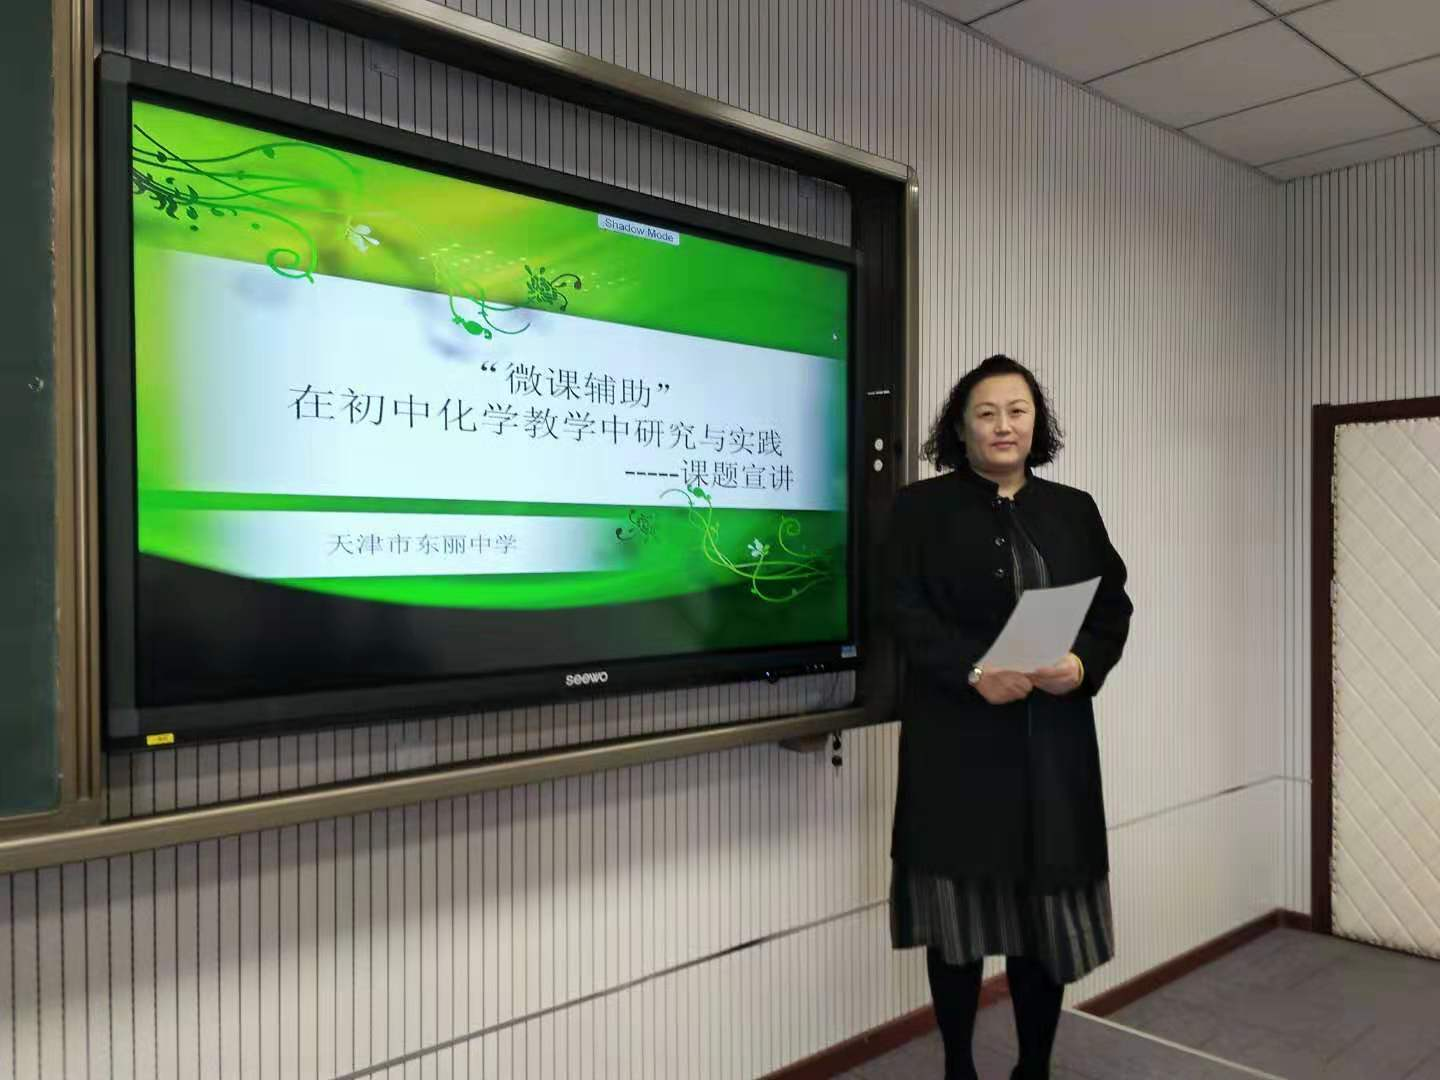 Shadow Mode
“微课辅助”
在初中化学教学中研究与实践
-----课题宣讲
天津市东丽中学
seewo